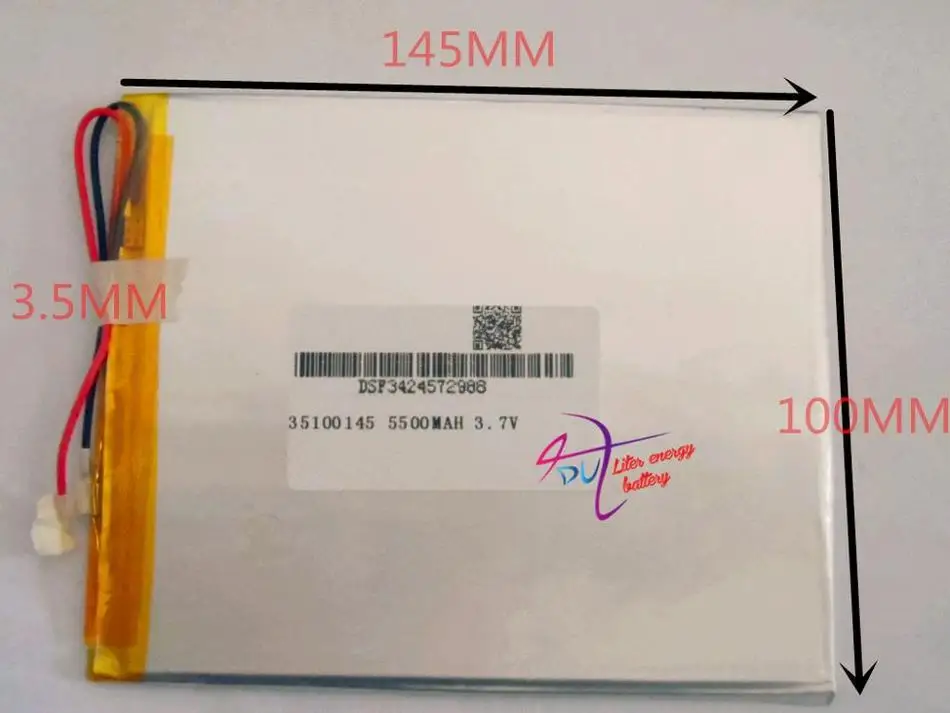 145MM
3.5MM
DSF3424572988
35100145 5500MAH 3.7V
100MM
Liter energy
battery